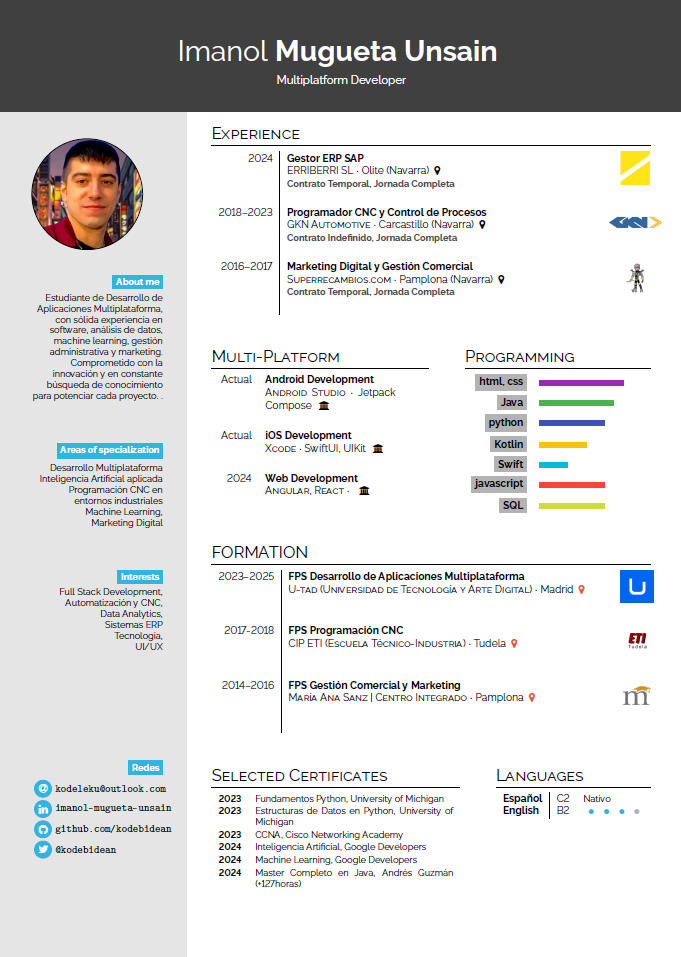 Imanol Mugueta Unsain
Multiplatform Developer
About me
Estudiante de Desarrollo de
Aplicaciones Multiplataforma,
con sólida experiencia en
software, análisis de datos,
machine learning, gestión
administrativa y marketing.
Comprometido con la
innovación y en constante
búsqueda de conocimiento
para potenciar cada proyecto. .
Areas of specialization
Desarrollo Multiplataforma
Inteligencia Artificial aplicada
Programación CNC en
entornos industriales
Machine Learning,
Marketing Digital
Interests
Full Stack Development,
Automatización y CNC,
Data Analytics,
Sistemas ERP
Tecnología,
UI/UX
Redes
kodeleku@outlook.com
imanol-mugueta-unsain
github.com/kodebidean
@kodebidean
Experience
2024 Gestor ERP SAP
ERRIBERRI SL · Olite (Navarra)
Contrato Temporal, Jornada Completa
2018–2023 Programador CNC y Control de Procesos
GKN Automotive · Carcastillo (Navarra)
Contrato Indefinido, Jornada Completa
GKN
2016–2017 Marketing Digital y Gestión Comercial
Superrecambios.com · Pamplona (Navarra)
Contrato Temporal, Jornada Completa
Multi-Platform
Actual Android Development
Android Studio · Jetpack
Compose
Actual iOS Development
Xcode · SwiftUI, UIKit
2024 Web Development
Angular, React ·
Programming
html, css
Java
python
Kotlin
Swift
javascript
SQL
FORMATION
2023–2025 FPS Desarrollo de Aplicaciones Multiplataforma
U-tad (Universidad de Tecnología y Arte Digital) · Madrid
U
2017-2018 FPS Programación CNC
CIP ETI (Escuela Técnico-Industria) · Tudela
ETI
Tudela
2014–2016 FPS Gestión Comercial y Marketing
María Ana Sanz | Centro Integrado · Pamplona
m
Selected Certificates
2023 Fundamentos Python, University of Michigan
2023 Estructuras de Datos en Python, University of
Michigan
2023 CCNA, Cisco Networking Academy
2024 Inteligencia Artificial, Google Developers
2024 Machine Learning, Google Developers
2024 Master Completo en Java, Andrés Guzmán
(+127horas)
Languages
Español C2 Nativo
English B2